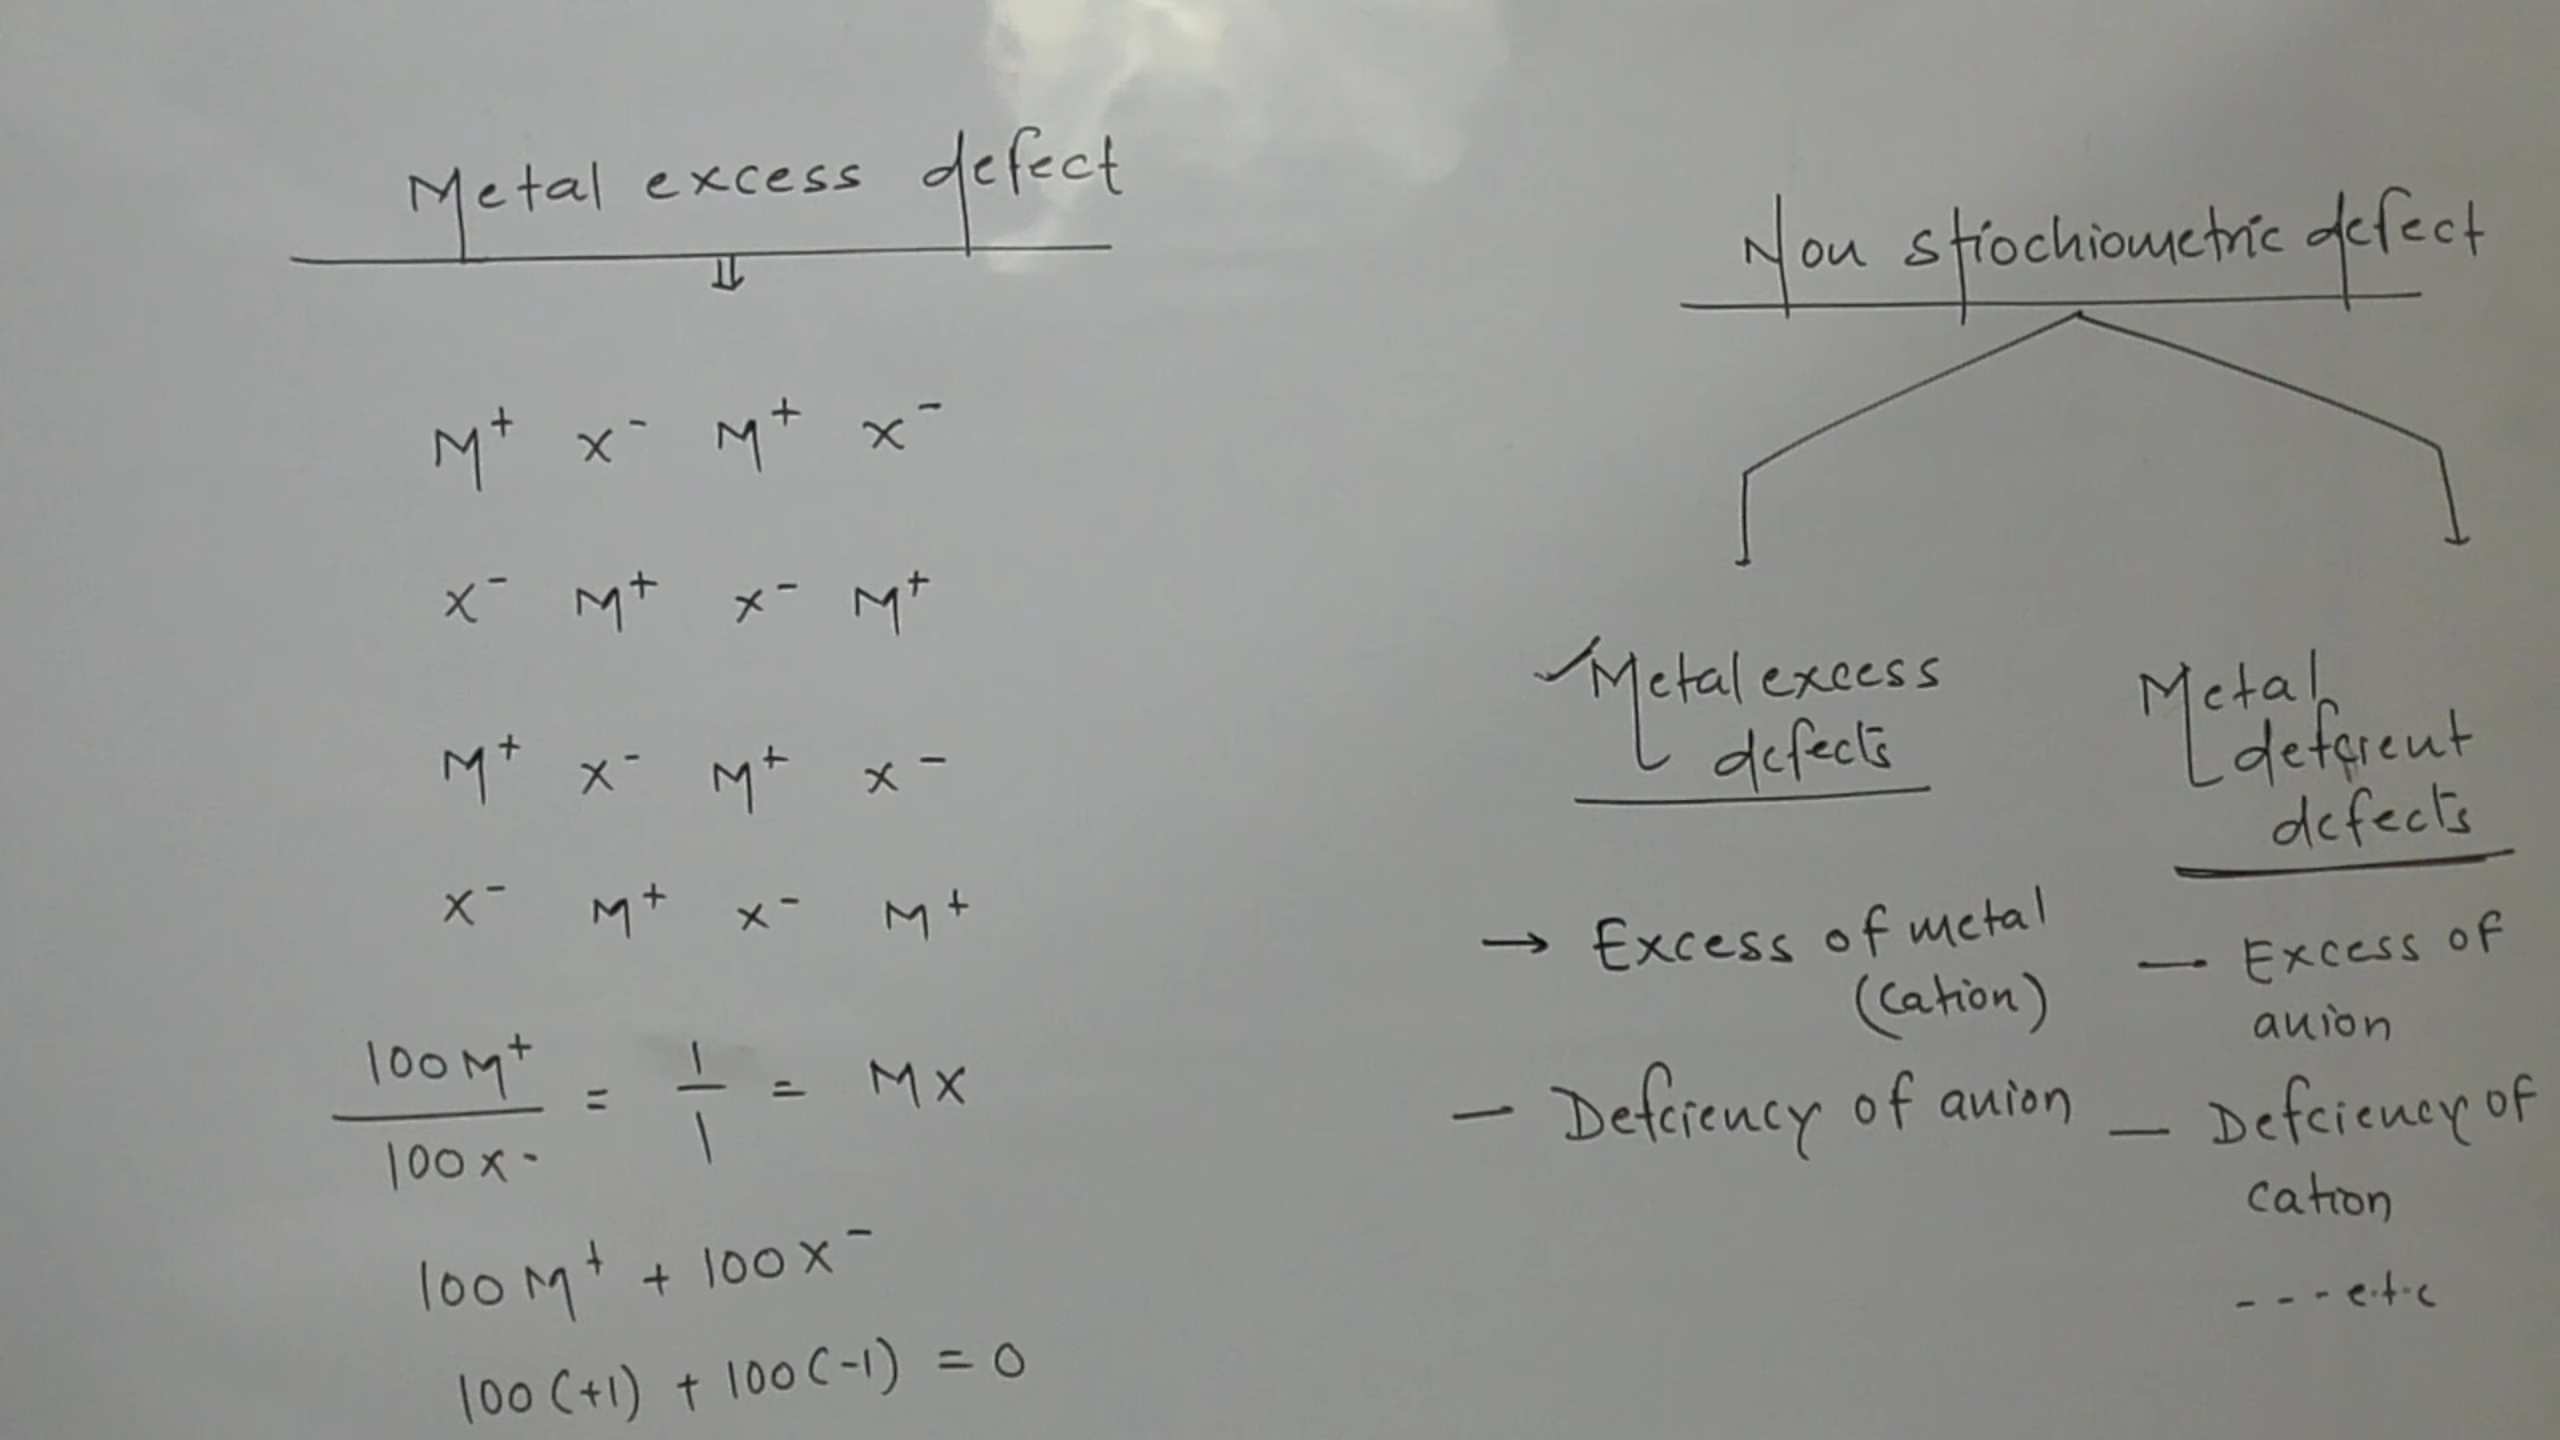 Metal excess defect
M⁺ x⁻ M⁺ x⁻
x⁻ M⁺ x⁻ M⁺
M⁺ x⁻ M⁺ x⁻
x⁻ M⁺ x⁻ M⁺
100M⁺ / 100x⁻ = 1/1 = MX
100M⁺ + 100x⁻
100(+1) + 100(-1) = 0
Non stiochiometric defect
✓Metal excess
defects
→ Excess of metal
(cation)
— Defciency of anion
Metal
defcient
defects
— Excess of
anion
— Defciency of
cation
---e.t.c